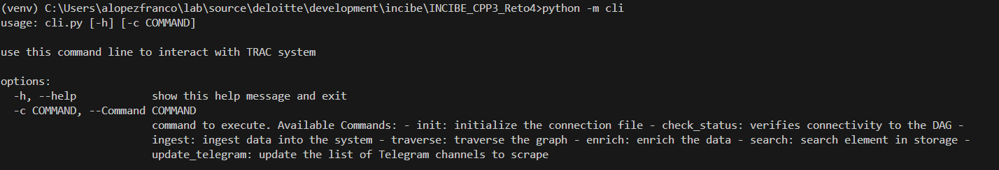 (venv) C:\Users\alopezfranco\lab\source\deloitte\development\incibe\INCIBE_CPP3_Reto4>python -m cli
usage: cli.py [-h] [-c COMMAND]
use this command line to interact with TRAC system
options:
-h, --help show this help message and exit
-c COMMAND, --Command COMMAND
command to execute. Available Commands: - init: initialize the connection file - check_status: verifies connectivity to the DAG -
ingest: ingest data into the system - traverse: traverse the graph - enrich: enrich the data - search: search element in storage -
update_telegram: update the list of Telegram channels to scrape